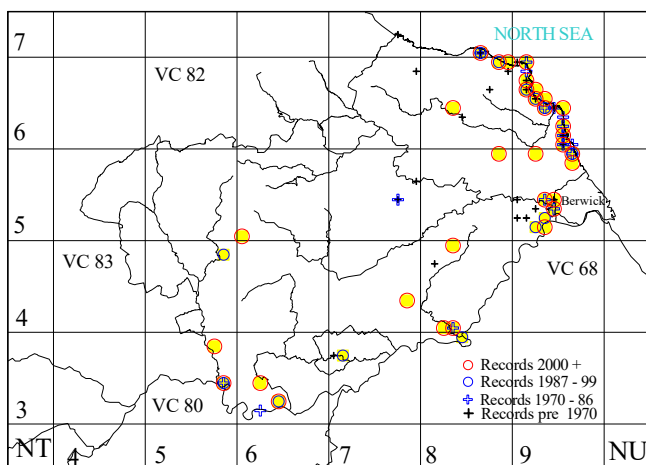 NORTH SEA
7
VC 82
6
Berwick
5
VC 83
VC 68
4
Records 2000 +
Records 1987 - 99
Records 1970 - 86
VC 80
Records pre 1970
3
NT 4 5 6 7 8 9 NU